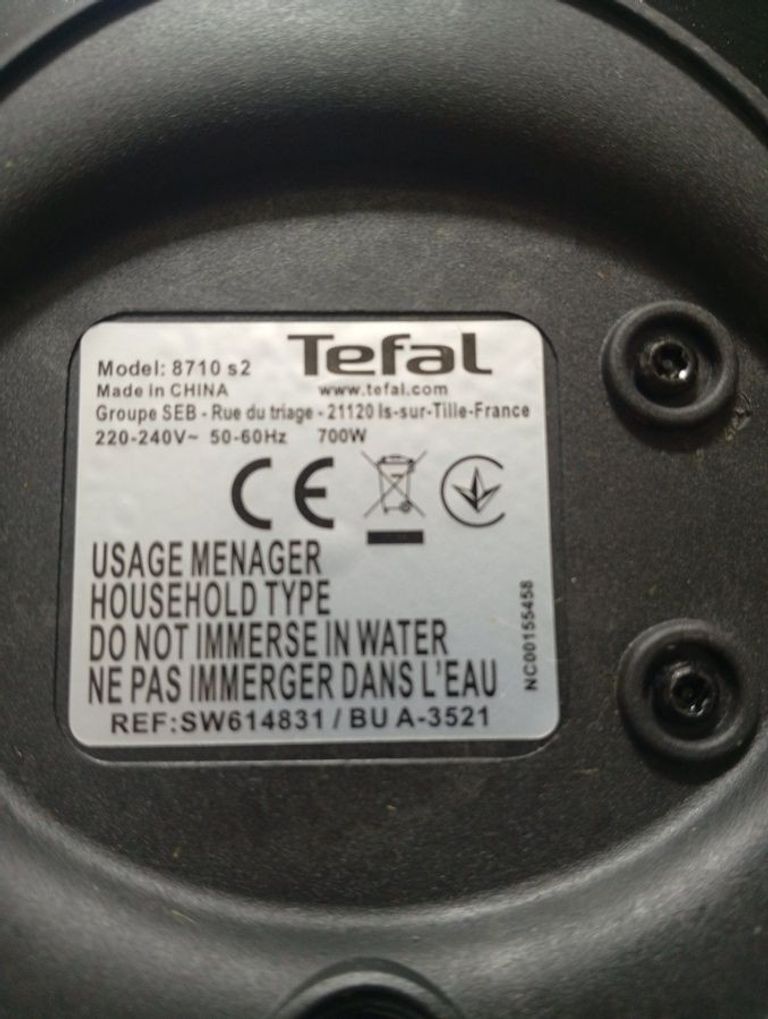 Tefal
Model: 8710 s2
Made in CHINA www.tefal.com
Groupe SEB - Rue du triage - 21120 Is-sur-Tille-France
220-240V~ 50-60Hz 700W
CE
USAGE MENAGER
HOUSEHOLD TYPE
DO NOT IMMERSE IN WATER
NE PAS IMMERGER DANS L'EAU
REF:SW614831 / BU A-3521
NC00155458